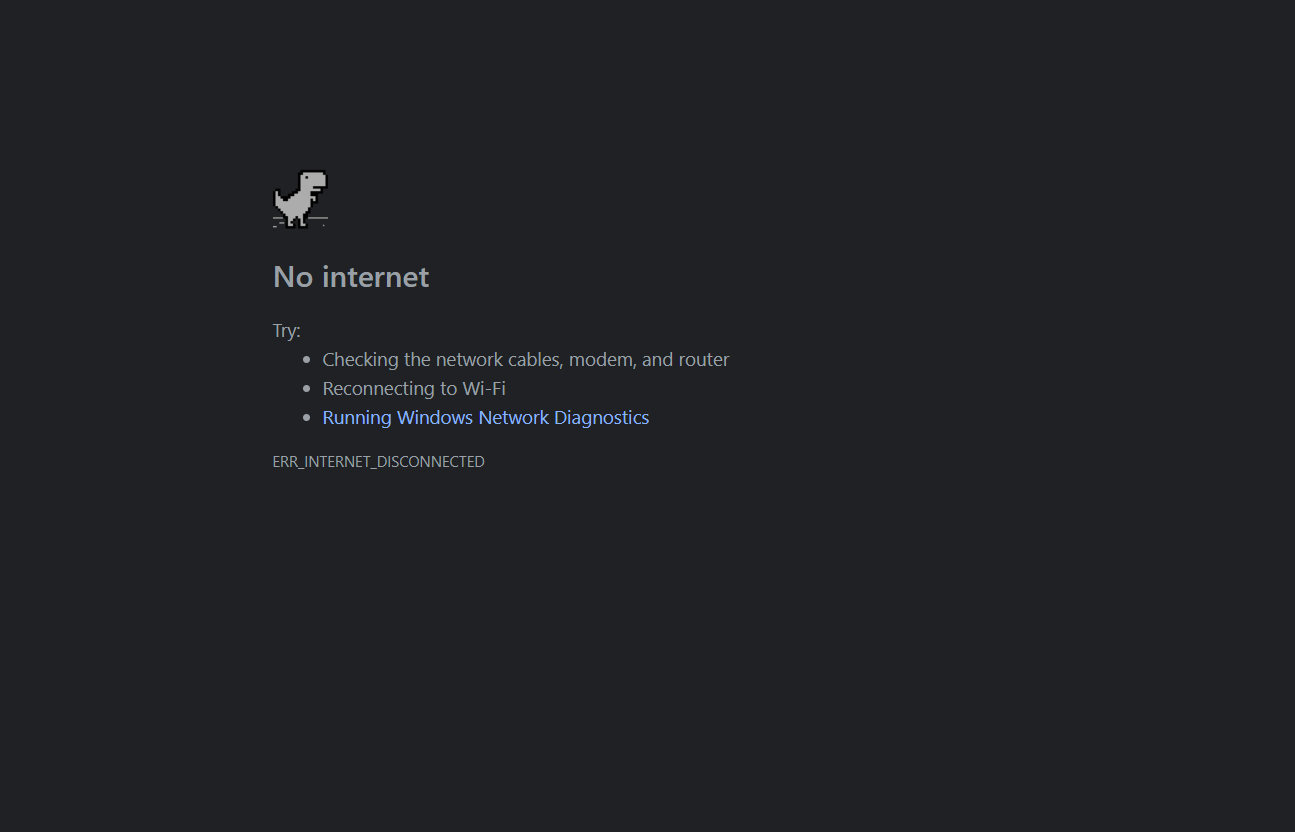 No internet
Try:
Checking the network cables, modem, and router
Reconnecting to Wi-Fi
Running Windows Network Diagnostics
ERR_INTERNET_DISCONNECTED